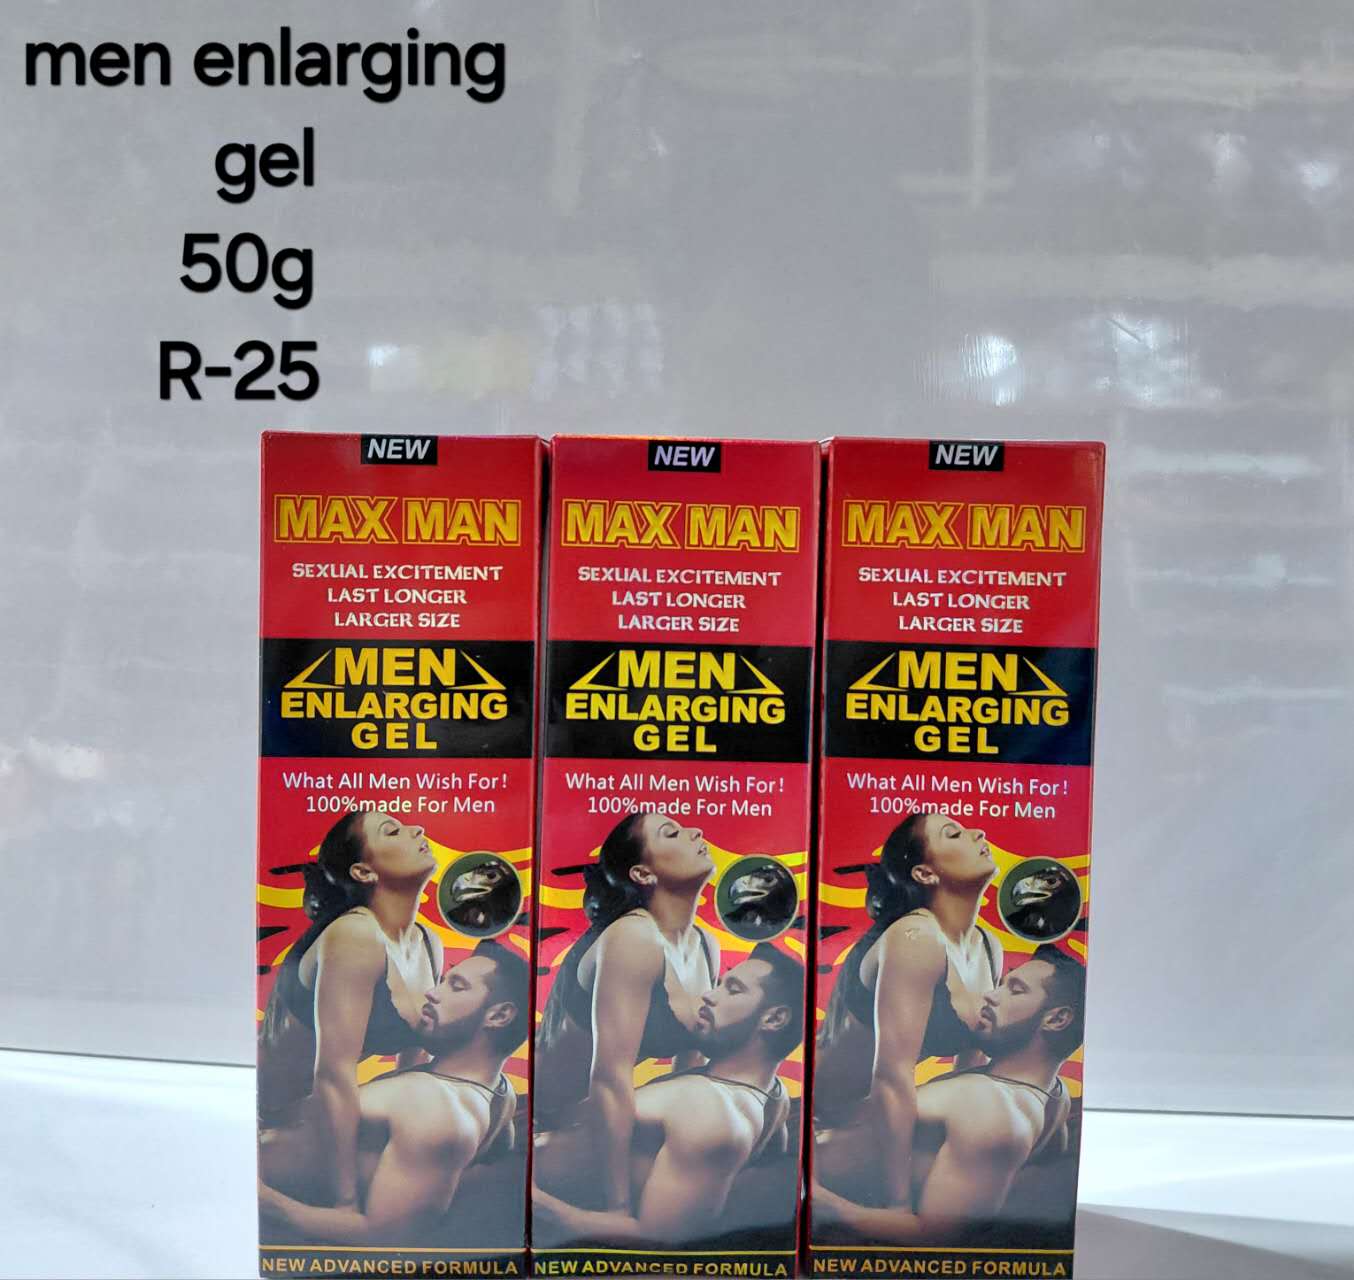 men enlarging
gel
50g
R-25
NEW
MAX MAN
SEXUAL EXCITEMENT
LAST LONGER
LARGER SIZE
MEN
ENLARGING
GEL
What All Men Wish For!
100%made For Men
NEW ADVANCED FORMULA
NEW
MAX MAN
SEXUAL EXCITEMENT
LAST LONGER
LARGER SIZE
MEN
ENLARGING
GEL
What All Men Wish For!
100%made For Men
NEW ADVANCED FORMULA
NEW
MAX MAN
SEXUAL EXCITEMENT
LAST LONGER
LARGER SIZE
MEN
ENLARGING
GEL
What All Men Wish For!
100%made For Men
NEW ADVANCED FORMULA